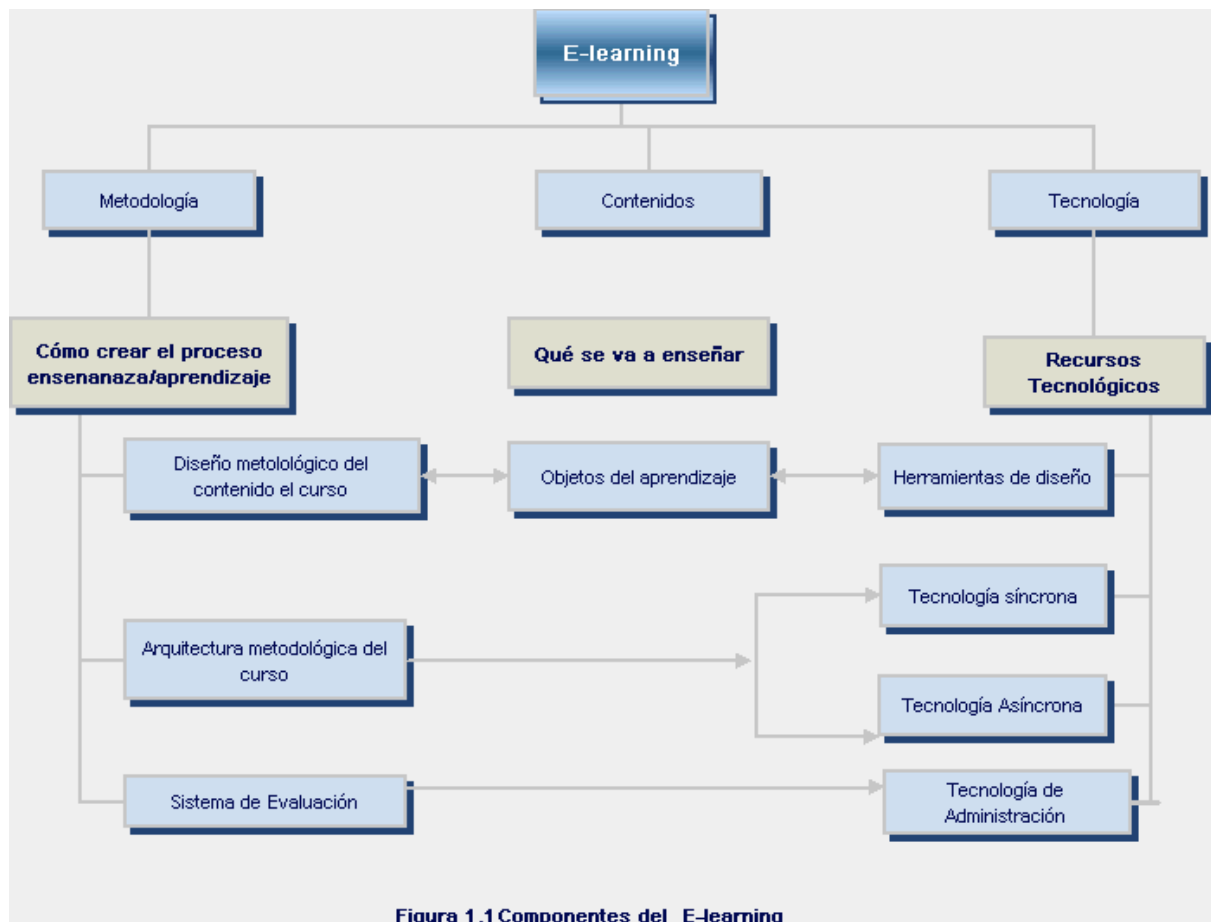 E-learning
Metodología
Contenidos
Tecnología
Cómo crear el proceso
ensenanaza/aprendizaje
Qué se va a enseñar
Recursos
Tecnológicos
Diseño metolológico del
contenido el curso
Objetos del aprendizaje
Herramientas de diseño
Tecnología síncrona
Arquitectura metodológica del
curso
Tecnología Asíncrona
Sistema de Evaluación
Tecnología de
Administración
Figura 1.1 Componentes del E-learning